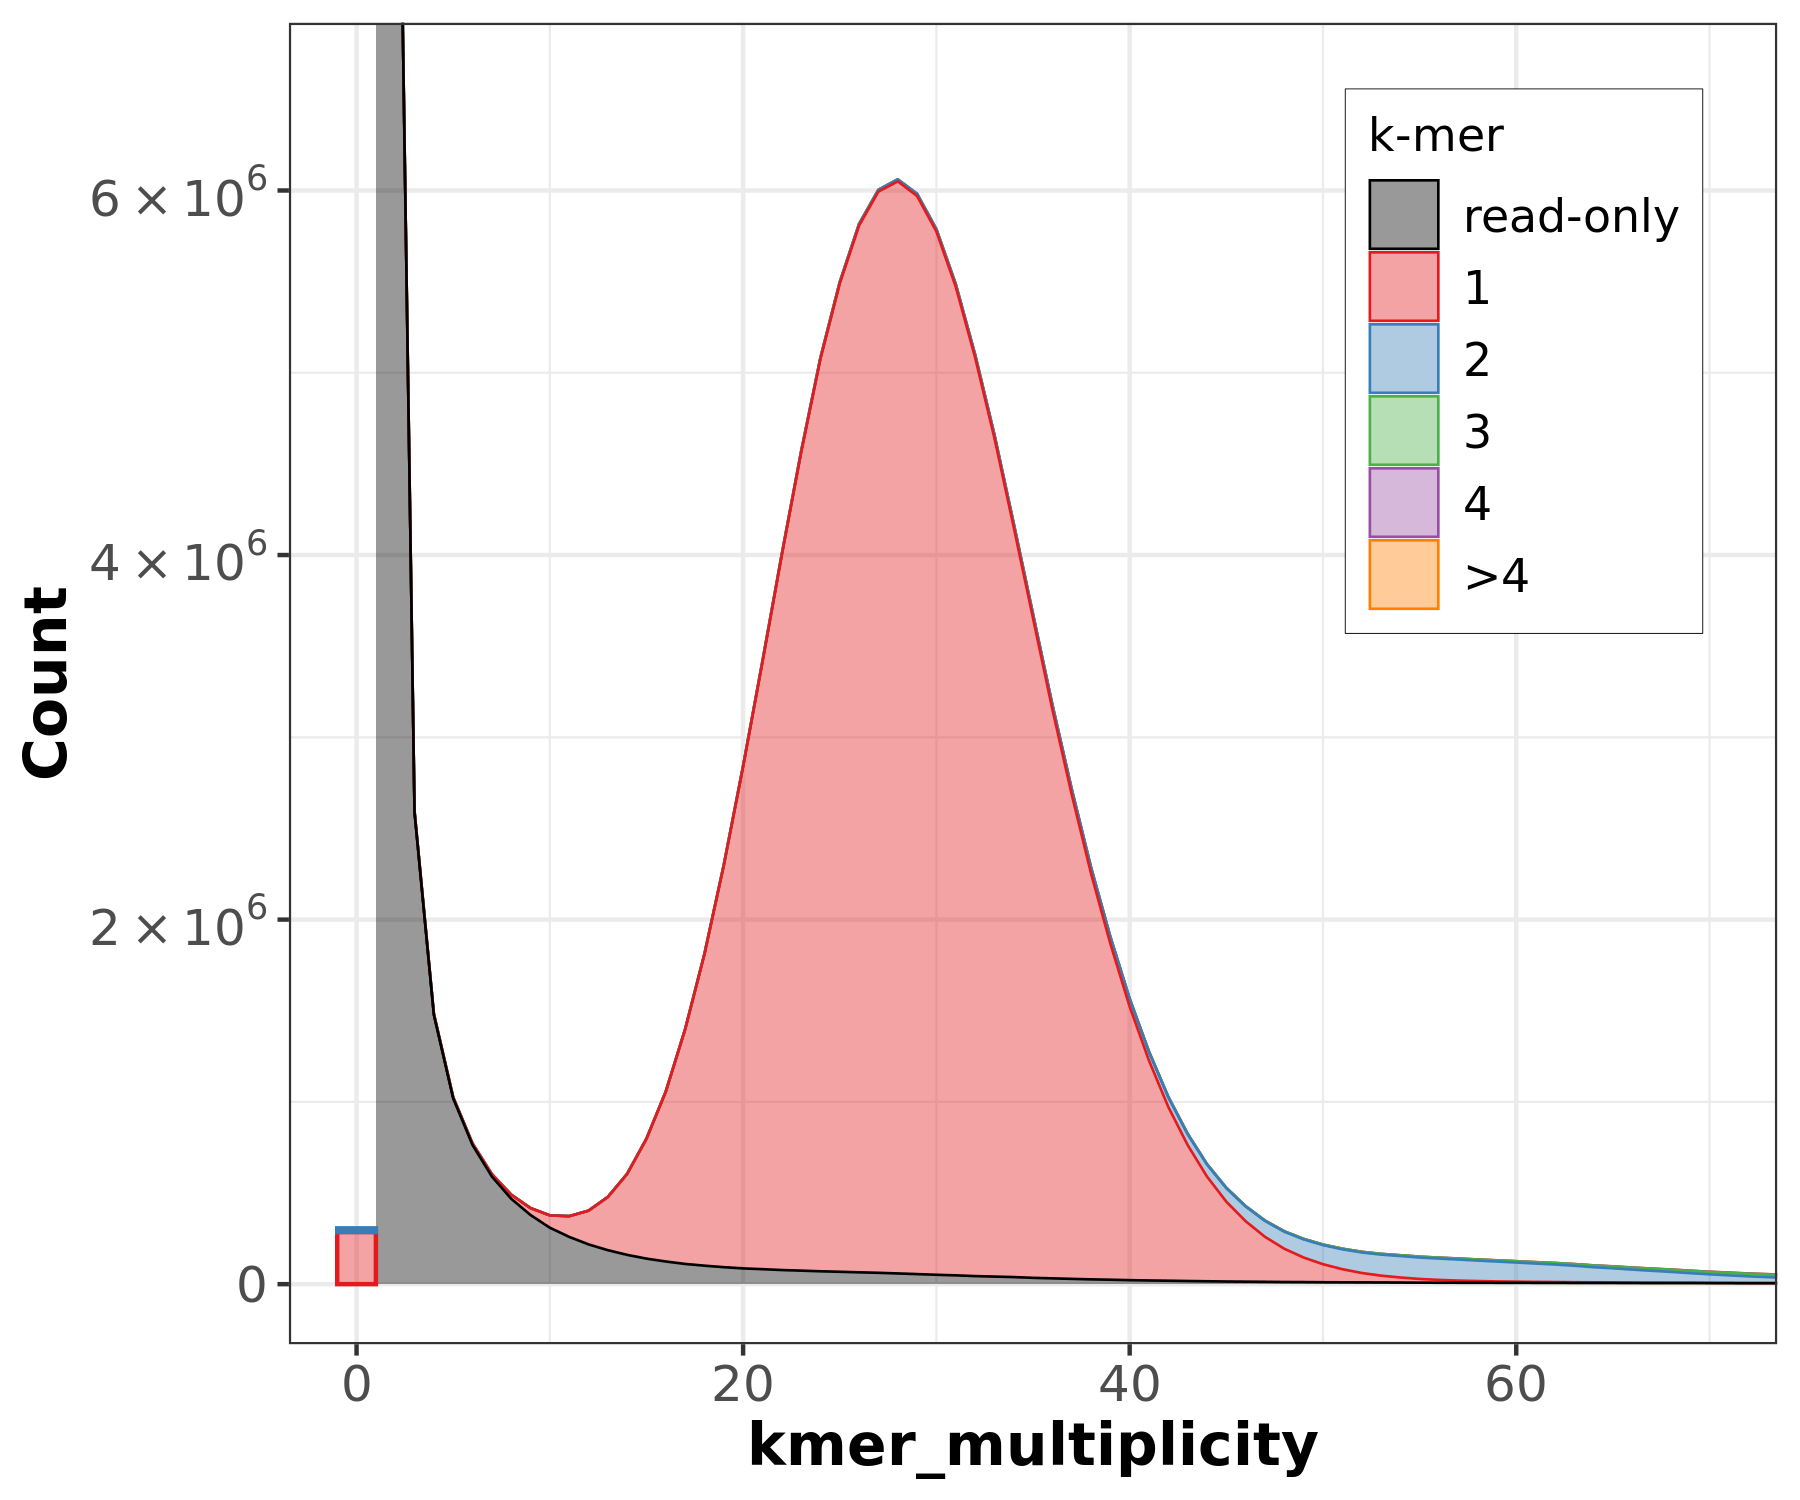 k-mer
read-only
1
2
3
4
>4
6 × 10⁶
4 × 10⁶
2 × 10⁶
0
Count
0 20 40 60
kmer_multiplicity